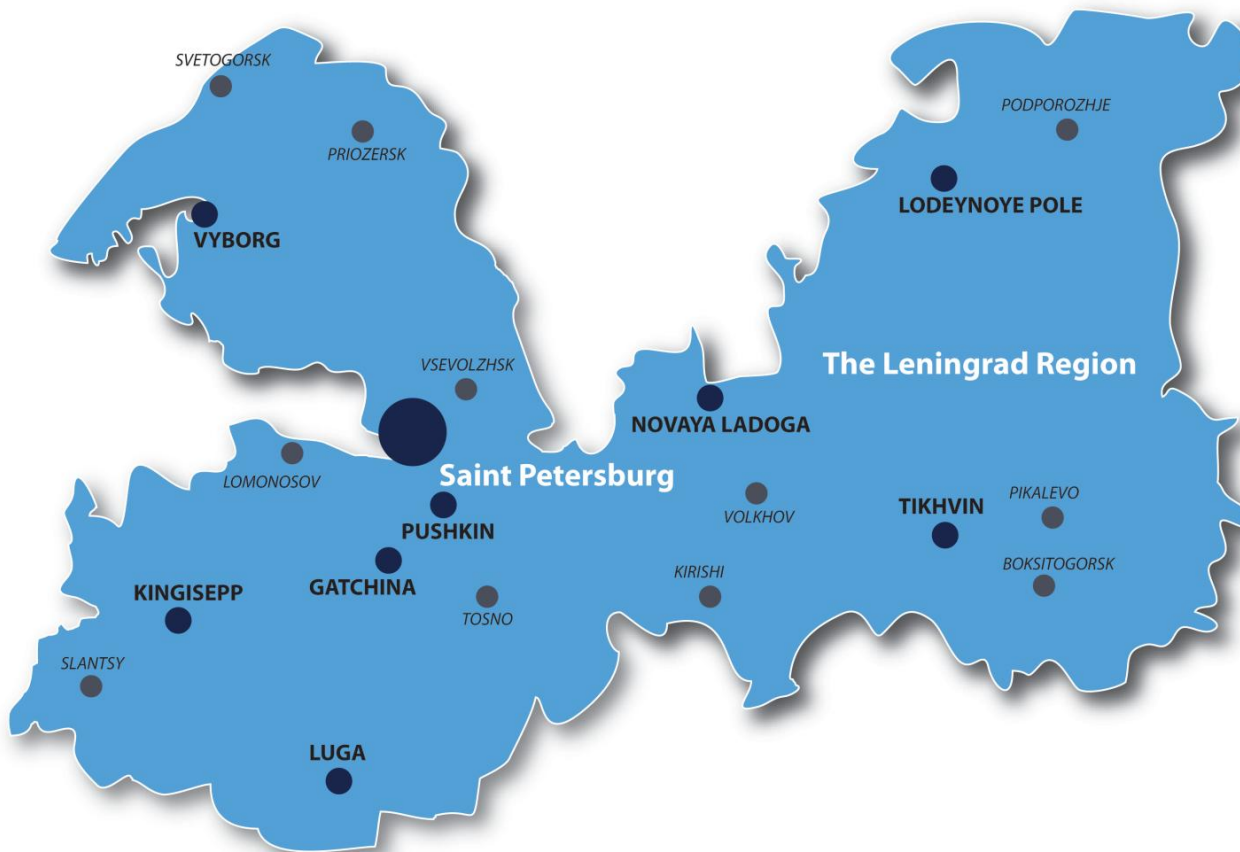 SVETOGORSK
PODPOROZHJE
PRIOZERSK
LODEYNOYE POLE
VYBORG
VSEVOLZHSK
The Leningrad Region
NOVAYA LADOGA
LOMONOSOV
Saint Petersburg
PIKALEVO
TIKHVIN
VOLKHOV
PUSHKIN
BOKSITOGORSK
KIRISHI
GATCHINA
KINGISEPP
TOSNO
SLANTSY
LUGA